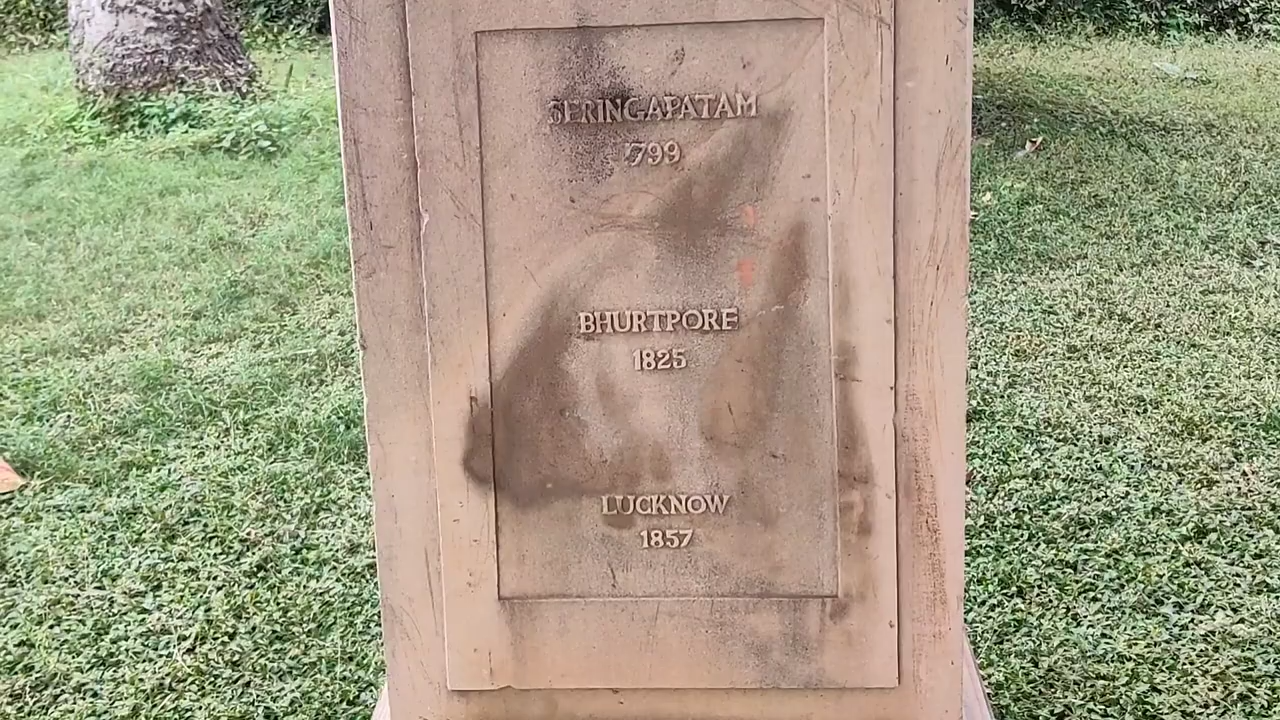 SERINGAPATAM
1799
BHURTPORE
1825
LUCKNOW
1857